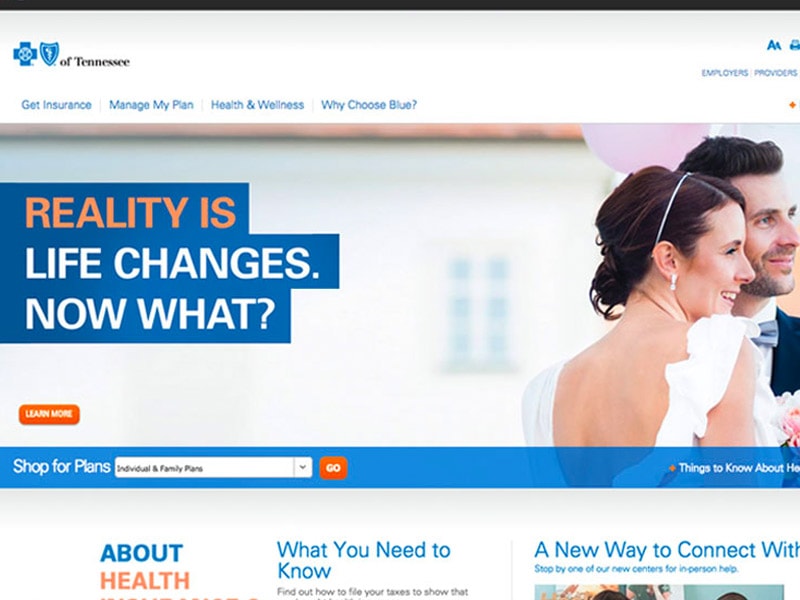 of Tennessee
AA
EMPLOYERS PROVIDERS
Get Insurance Manage My Plan Health & Wellness Why Choose Blue?
REALITY IS
LIFE CHANGES.
NOW WHAT?
LEARN MORE
Shop for Plans Individual & Family Plans GO
Things to Know About He
ABOUT
HEALTH
What You Need to
Know
Find out how to file your taxes to show that
A New Way to Connect With
Stop by one of our new centers for in-person help.